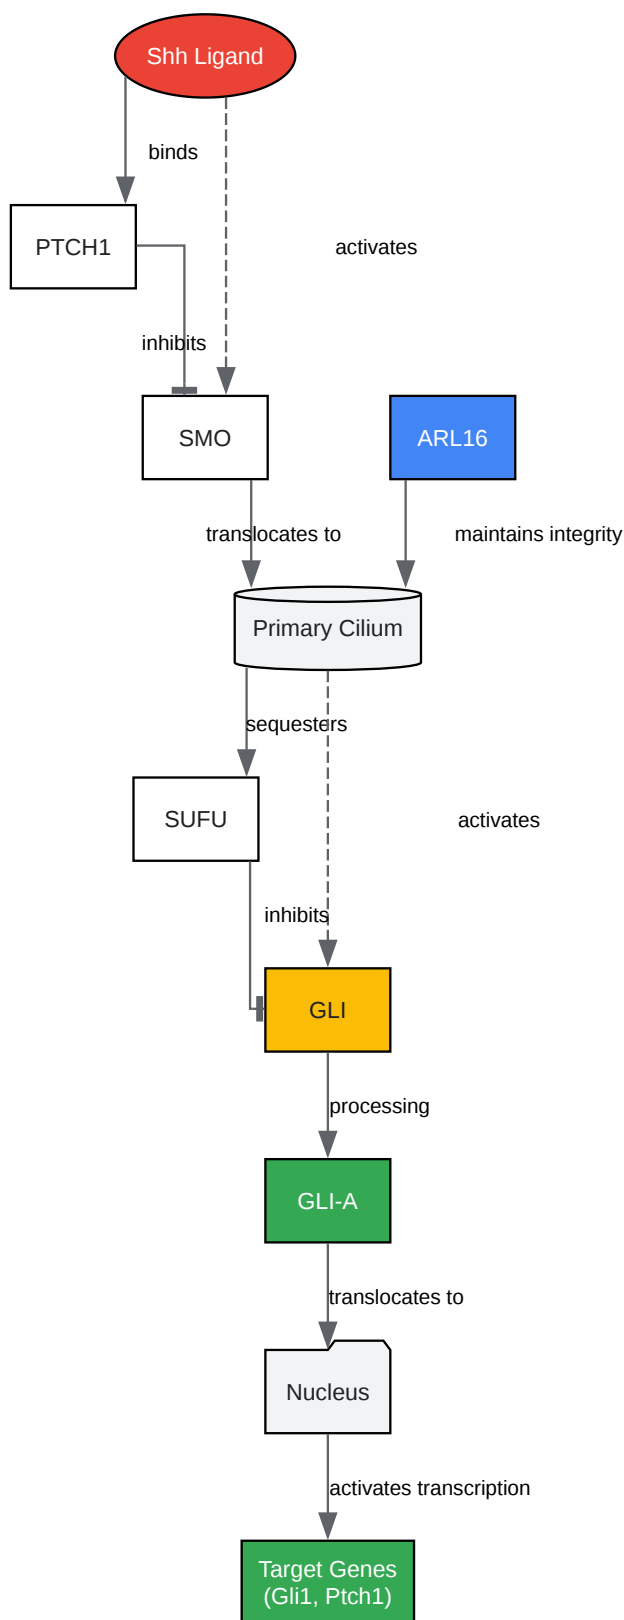 Shh Ligand
binds
PTCH1
activates
inhibits
SMO
ARL16
translocates to
maintains integrity
Primary Cilium
sequesters
SUFU
activates
inhibits
GLI
processing
GLI-A
translocates to
Nucleus
activates transcription
Target Genes
(Gli1, Ptch1)